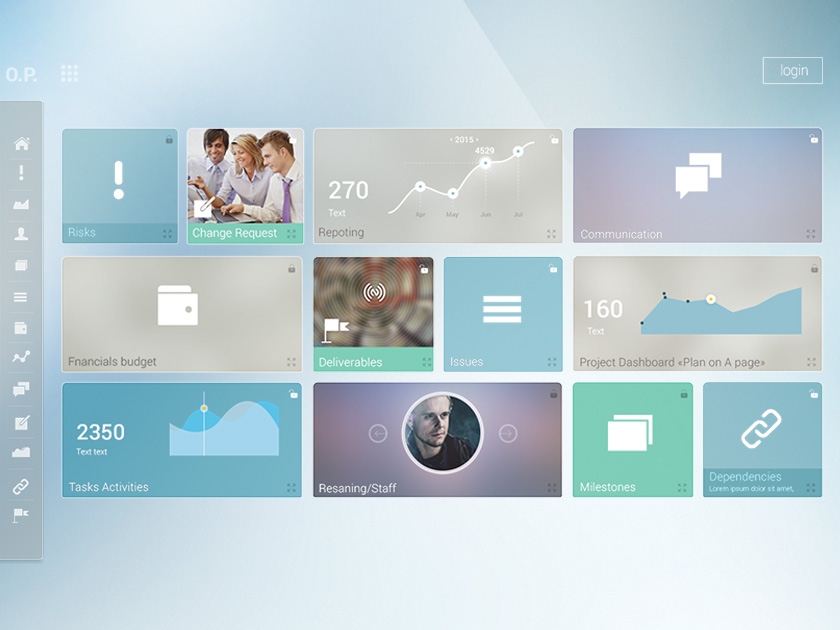 O.P.
login
Risks
Change Request
‹ 2015 ›
4529
270
Text
Apr
May
Jun
Jul
Repoting
Communication
Fnancials budget
Deliverables
Issues
160
Text
Project Dashboard «Plan on A page»
2350
Text text
Tasks Activities
Resaning/Staff
Milestones
Dependencies
Lorem ipsum dolor sit amet,